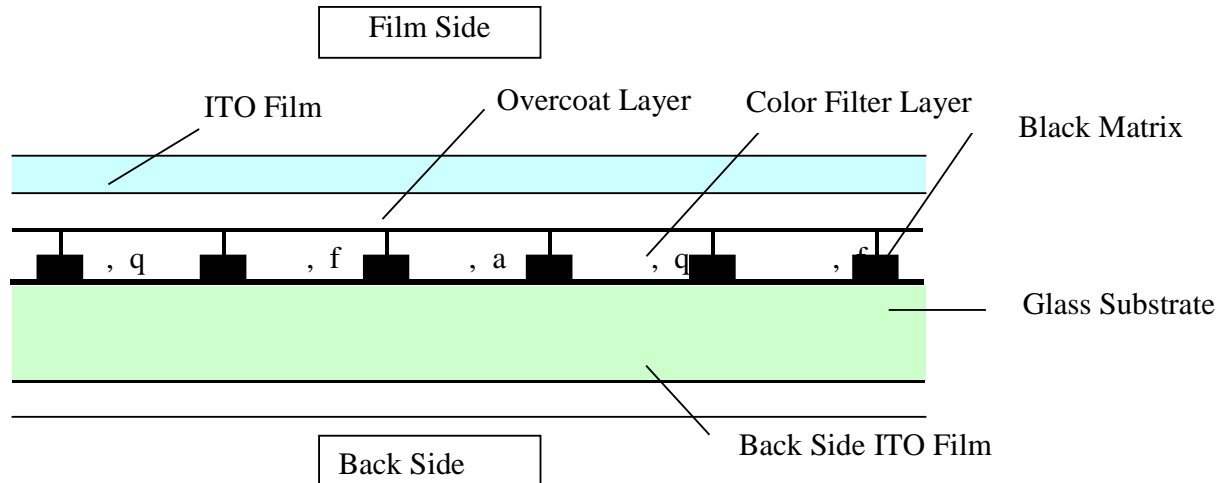 Film Side
Overcoat Layer
Color Filter Layer
ITO Film
Black Matrix
, q , f , a , q ,
Glass Substrate
Back Side ITO Film
Back Side